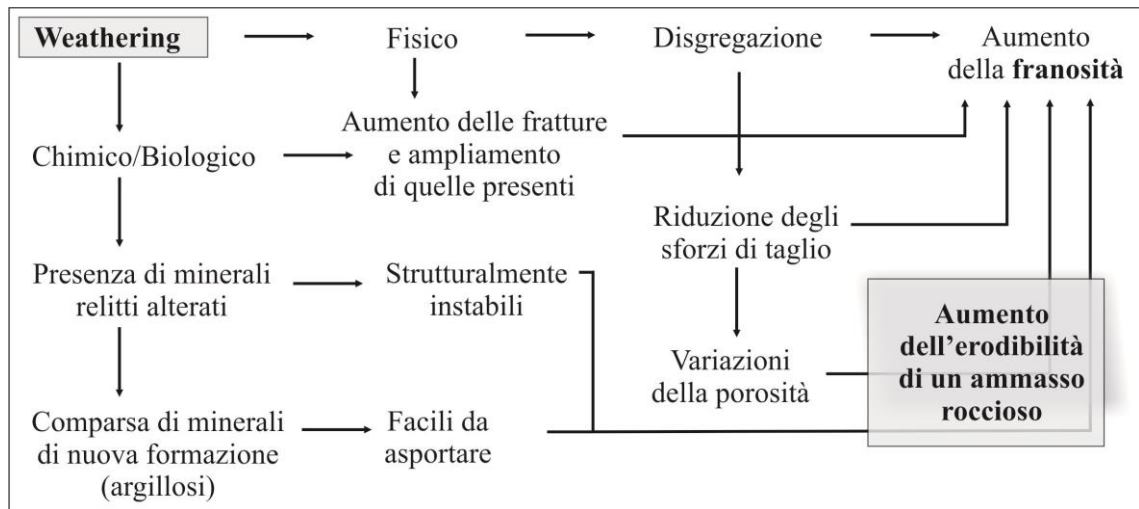 Weathering
Fisico
Disgregazione
Aumento
della franosità
Chimico/Biologico
Aumento delle fratture
e ampliamento
di quelle presenti
Riduzione degli
sforzi di taglio
Presenza di minerali
relitti alterati
Strutturalmente
instabili
Variazioni
della porosità
Aumento
dell’erodibilità
di un ammasso
roccioso
Comparsa di minerali
di nuova formazione
(argillosi)
Facili da
asportare